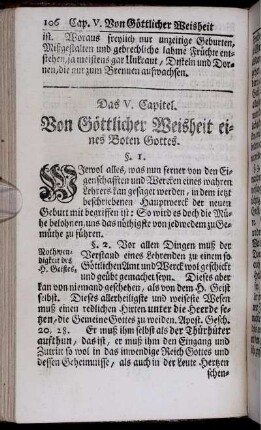 106 Cap. V. Von Göttlicher Weisheit
ist. Woraus freylich nur unzeitige Geburten,
Mißgestalten und gebrechliche lahme Früchte ent-
stehen, ja meistens gar Unkraut, Disteln und Dor-
nen, die nur zum Brennen aufwachsen.
Das V. Capitel.
Von Göttlicher Weisheit ei-
nes Boten Gottes.
§. 1.
Wiewol alles, was nun ferner von den Ei-
genschafften und Wercken eines wahren
Lehrers kan gesaget werden, in dem jetzt
beschriebenen Hauptwerck der neuen
Geburt mit begriffen ist: So wird es doch die Mü-
he belohnen, uns das nöthigste von jedwedem zu Ge-
müthe zu führen.
§. 2. Vor allen Dingen muß der
Nothwen-
digkeit des
H. Geistes,
Verstand eines Lehrenden zu einem so
Göttlichen Amt und Werck wol geschickt
und geübt gemachet seyn. Dieses aber
kan von niemand geschehen, als von dem H. Geist
selbst. Dieses allerheiligste und weiseste Wesen
muß einen redlichen Hirten unter die Heerde se-
tzen, die Gemeine Gottes zu weiden. Apost. Gesch.
20, 28. Er muß ihm selbst als der Thürhüter
aufthun, das ist, er muß ihm den Eingang und
Zutritt so wol in das inwendige Reich Gottes und
dessen Geheimnisse, als auch in der Leute Hertzen
schen-